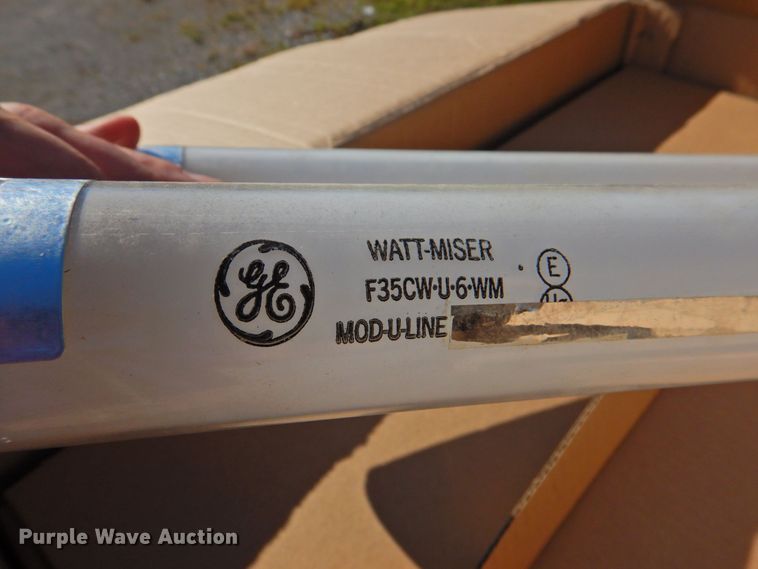 GE
WATT-MISER
F35CW·U·6·WM
MOD-U-LINE
E
Purple Wave Auction